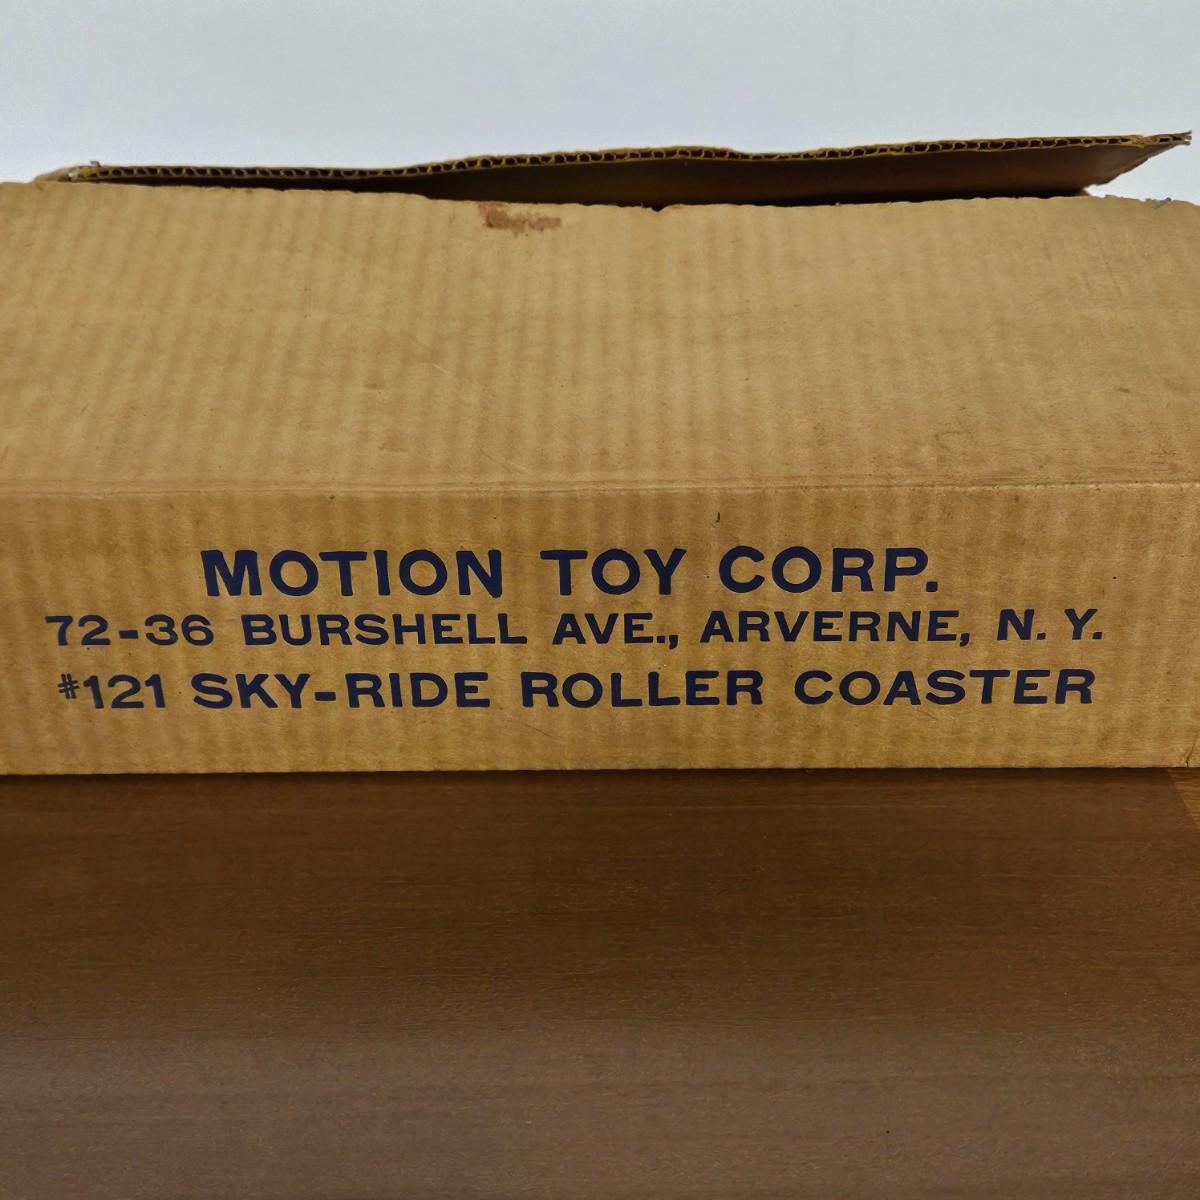 MOTION TOY CORP.
72-36 BURSHELL AVE., ARVERNE, N. Y.
#121 SKY-RIDE ROLLER COASTER